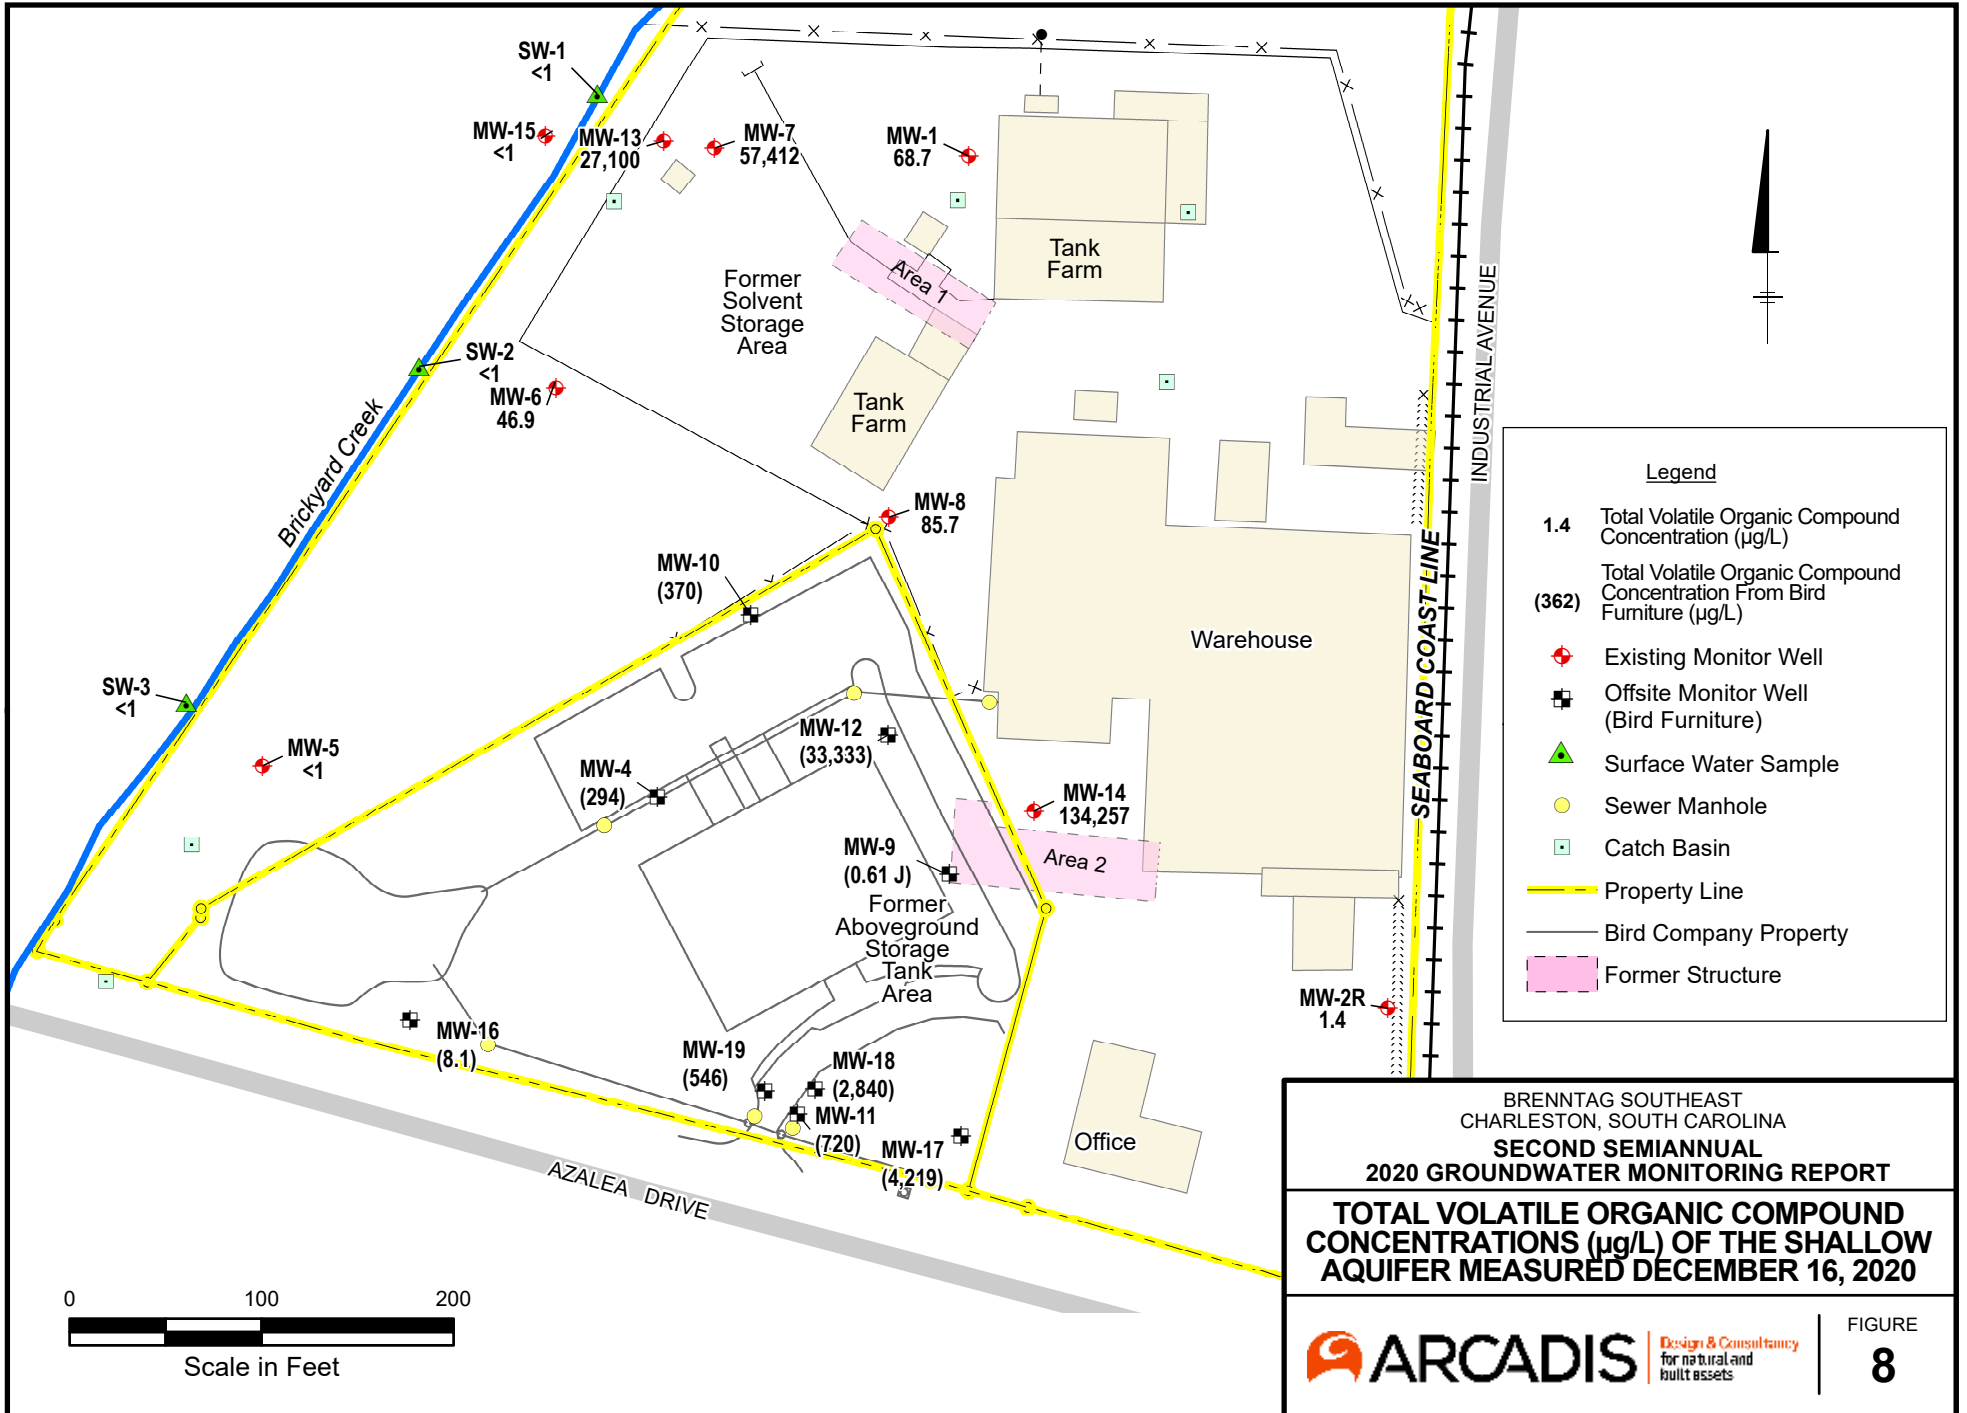 SW-1
<1
MW-15
<1
MW-13
27,100
MW-7
57,412
MW-1
68.7
Tank
Farm
Area 1
Former
Solvent
Storage
Area
SW-2
<1
MW-6
46.9
Tank
Farm
Brickyard Creek
MW-8
85.7
MW-10
(370)
Warehouse
INDUSTRIAL AVENUE
SEABOARD COAST LINE
SW-3
<1
MW-5
<1
MW-12
(33,333)
MW-4
(294)
MW-14
134,257
MW-9
(0.61 J)
Area 2
Former
Aboveground
Storage
Tank
Area
MW-2R
1.4
MW-16
(8.1)
MW-19
(546)
MW-18
(2,840)
MW-11
(720)
MW-17
(4,219)
Office
AZALEA DRIVE
0 100 200
Scale in Feet
Legend
1.4 Total Volatile Organic Compound
Concentration (µg/L)
(362) Total Volatile Organic Compound
Concentration From Bird
Furniture (µg/L)
Existing Monitor Well
Offsite Monitor Well
(Bird Furniture)
Surface Water Sample
Sewer Manhole
Catch Basin
Property Line
Bird Company Property
Former Structure
BRENNTAG SOUTHEAST
CHARLESTON, SOUTH CAROLINA
SECOND SEMIANNUAL
2020 GROUNDWATER MONITORING REPORT
TOTAL VOLATILE ORGANIC COMPOUND
CONCENTRATIONS (µg/L) OF THE SHALLOW
AQUIFER MEASURED DECEMBER 16, 2020
ARCADIS
Design & Consultancy
for natural and
built assets
FIGURE
8